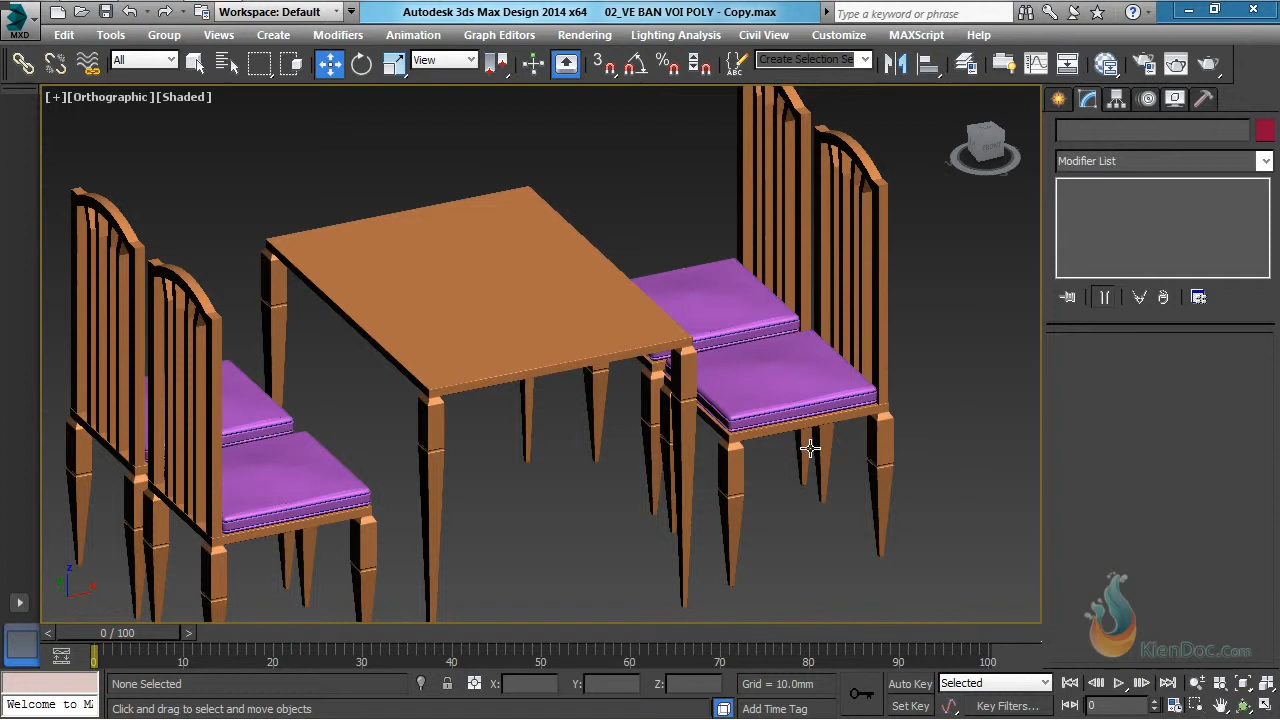 MXD
Workspace: Default
Autodesk 3ds Max Design 2014 x64 02_VE BAN VOI POLY - Copy.max
Type a keyword or phrase
Edit Tools Group Views Create Modifiers Animation Graph Editors Rendering Lighting Analysis Civil View Customize MAXScript Help
All
View
3
%
ABC
Create Selection Se
[+][Orthographic][Shaded]
FRONT
Modifier List
z
x
KienDoc.Com
< 0 / 100 >
0 10 20 30 40 50 60 70 80 90 100
None Selected X: Y: Z: Grid = 10.0mm Auto Key Selected
Welcome to M Click and drag to select and move objects Add Time Tag Set Key Key Filters... 0